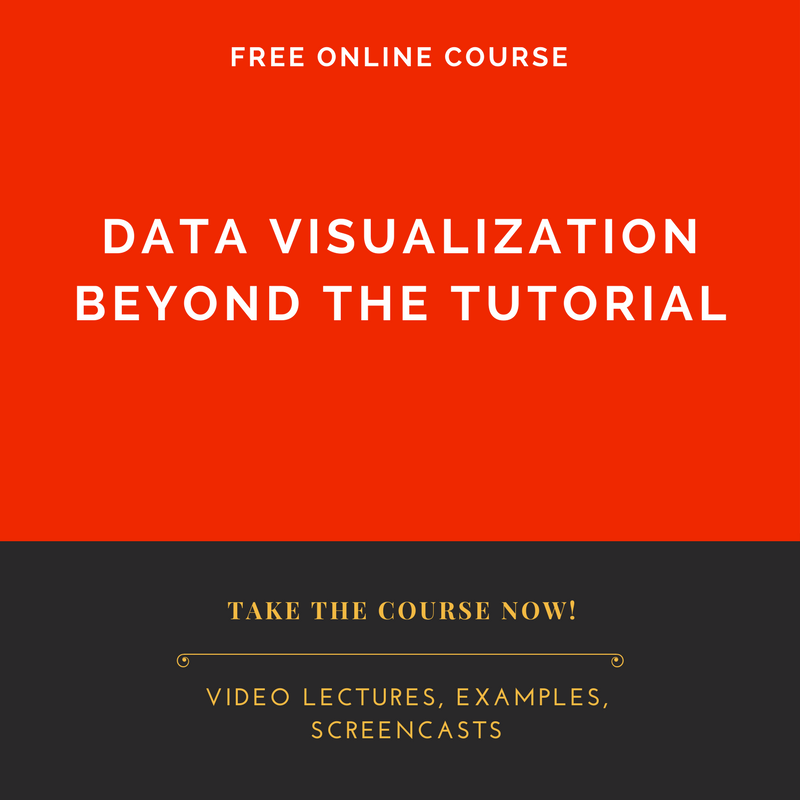 FREE ONLINE COURSE
DATA VISUALIZATION
BEYOND THE TUTORIAL
TAKE THE COURSE NOW!
VIDEO LECTURES, EXAMPLES,
SCREENCASTS